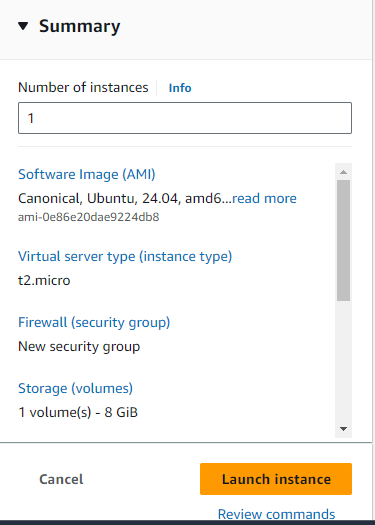 Summary
Number of instances Info
1
Software Image (AMI)
Canonical, Ubuntu, 24.04, amd6...read more
ami-0e86e20dae9224db8
Virtual server type (instance type)
t2.micro
Firewall (security group)
New security group
Storage (volumes)
1 volume(s) - 8 GiB
Cancel
Launch instance
Review commands